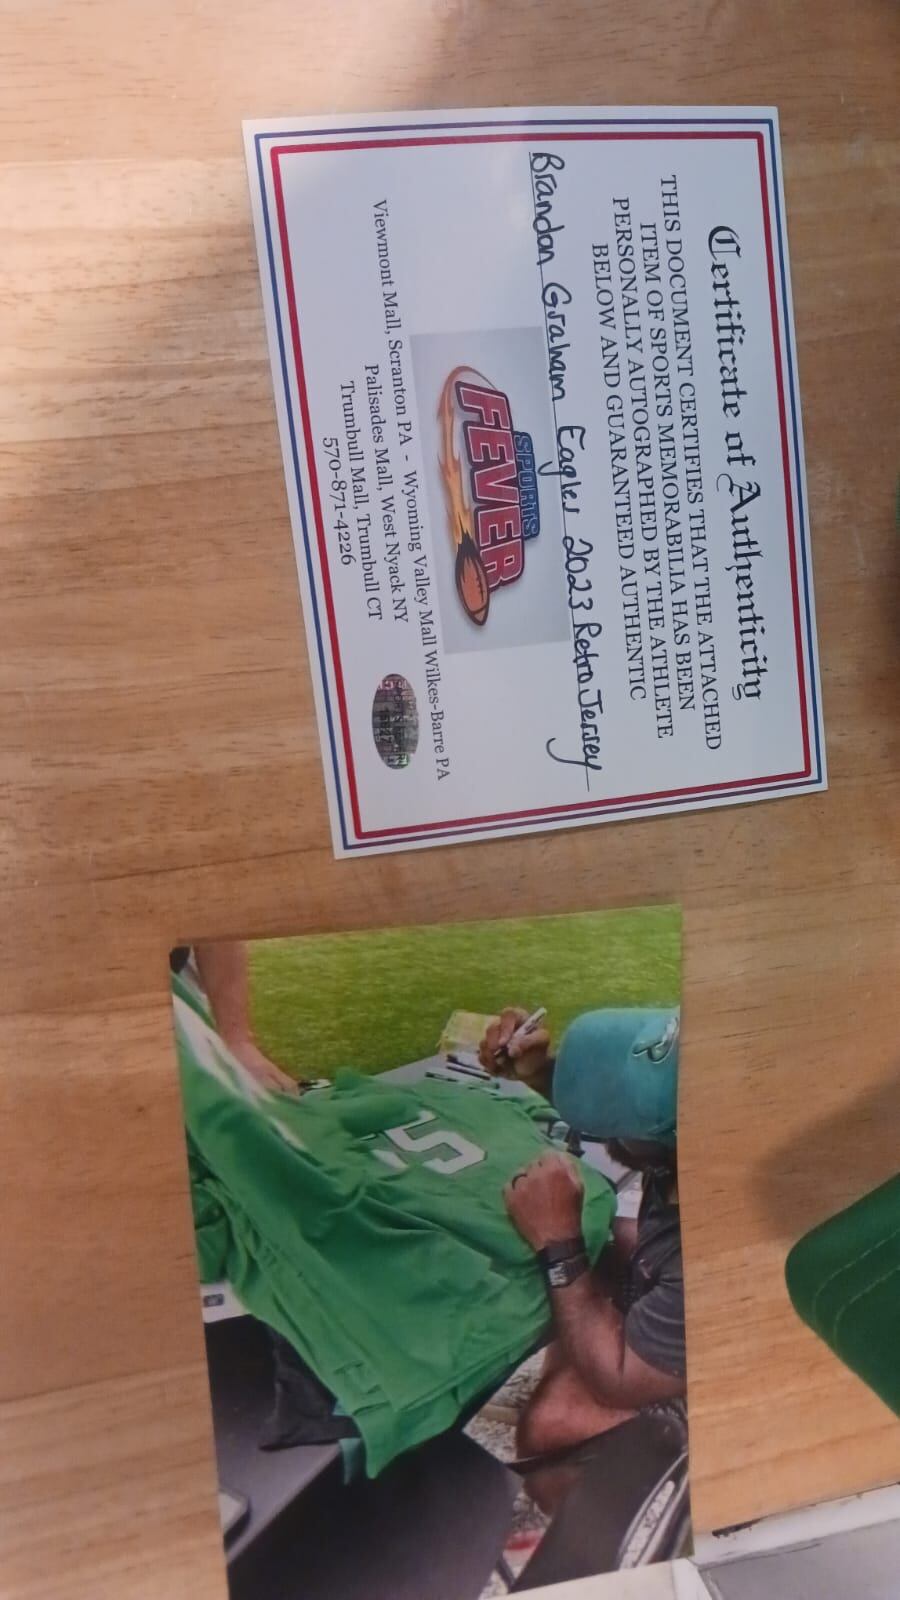 Certificate of Authenticity
THIS DOCUMENT CERTIFIES THAT THE ATTACHED
ITEM OF SPORTS MEMORABILIA HAS BEEN
PERSONALLY AUTOGRAPHED BY THE ATHLETE
BELOW AND GUARANTEED AUTHENTIC
Brandon Graham Eagles 2023 Retro Jersey
SPORTS
FEVER
Viewmont Mall, Scranton PA - Wyoming Valley Mall Wilkes-Barre PA
Palisades Mall, West Nyack NY
Trumbull Mall, Trumbull CT
570-871-4226
5